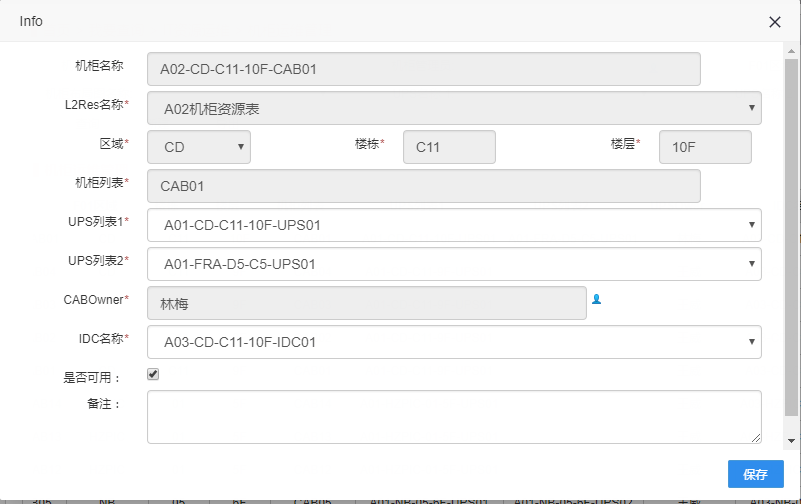 Info
机柜名称 A02-CD-C11-10F-CAB01
L2Res名称* A02机柜资源表
区域* CD 楼栋* C11 楼层* 10F
机柜列表* CAB01
UPS列表1* A01-CD-C11-10F-UPS01
UPS列表2* A01-FRA-D5-C5-UPS01
CABOwner* 林梅
IDC名称* A03-CD-C11-10F-IDC01
是否可用：
备注：
保存